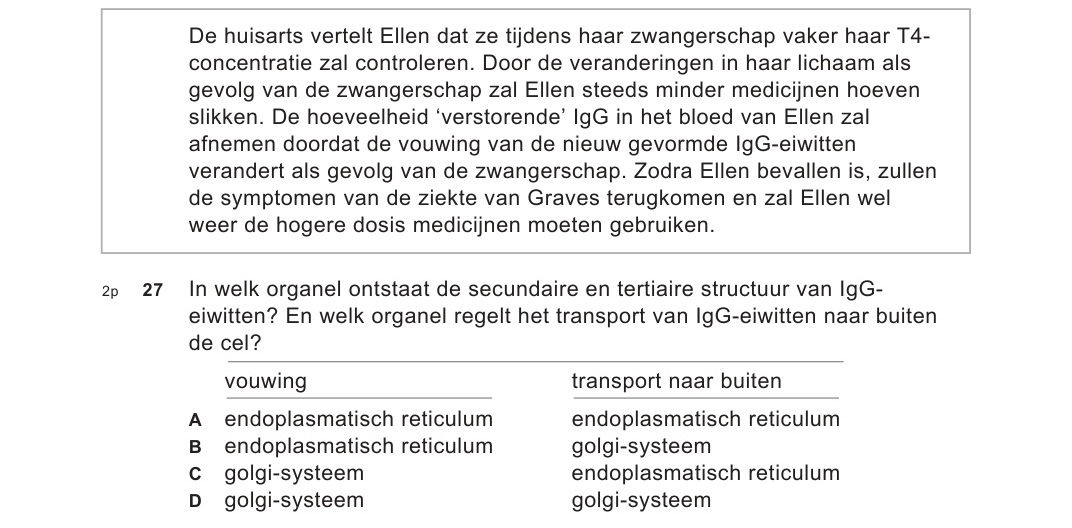 De huisarts vertelt Ellen dat ze tijdens haar zwangerschap vaker haar T4-
concentratie zal controleren. Door de veranderingen in haar lichaam als
gevolg van de zwangerschap zal Ellen steeds minder medicijnen hoeven
slikken. De hoeveelheid ‘verstorende’ IgG in het bloed van Ellen zal
afnemen doordat de vouwing van de nieuw gevormde IgG-eiwitten
verandert als gevolg van de zwangerschap. Zodra Ellen bevallen is, zullen
de symptomen van de ziekte van Graves terugkomen en zal Ellen wel
weer de hogere dosis medicijnen moeten gebruiken.
2p 27 In welk organel ontstaat de secundaire en tertiaire structuur van IgG-
eiwitten? En welk organel regelt het transport van IgG-eiwitten naar buiten
de cel?
vouwing transport naar buiten
A endoplasmatisch reticulum endoplasmatisch reticulum
B endoplasmatisch reticulum golgi-systeem
C golgi-systeem endoplasmatisch reticulum
D golgi-systeem golgi-systeem